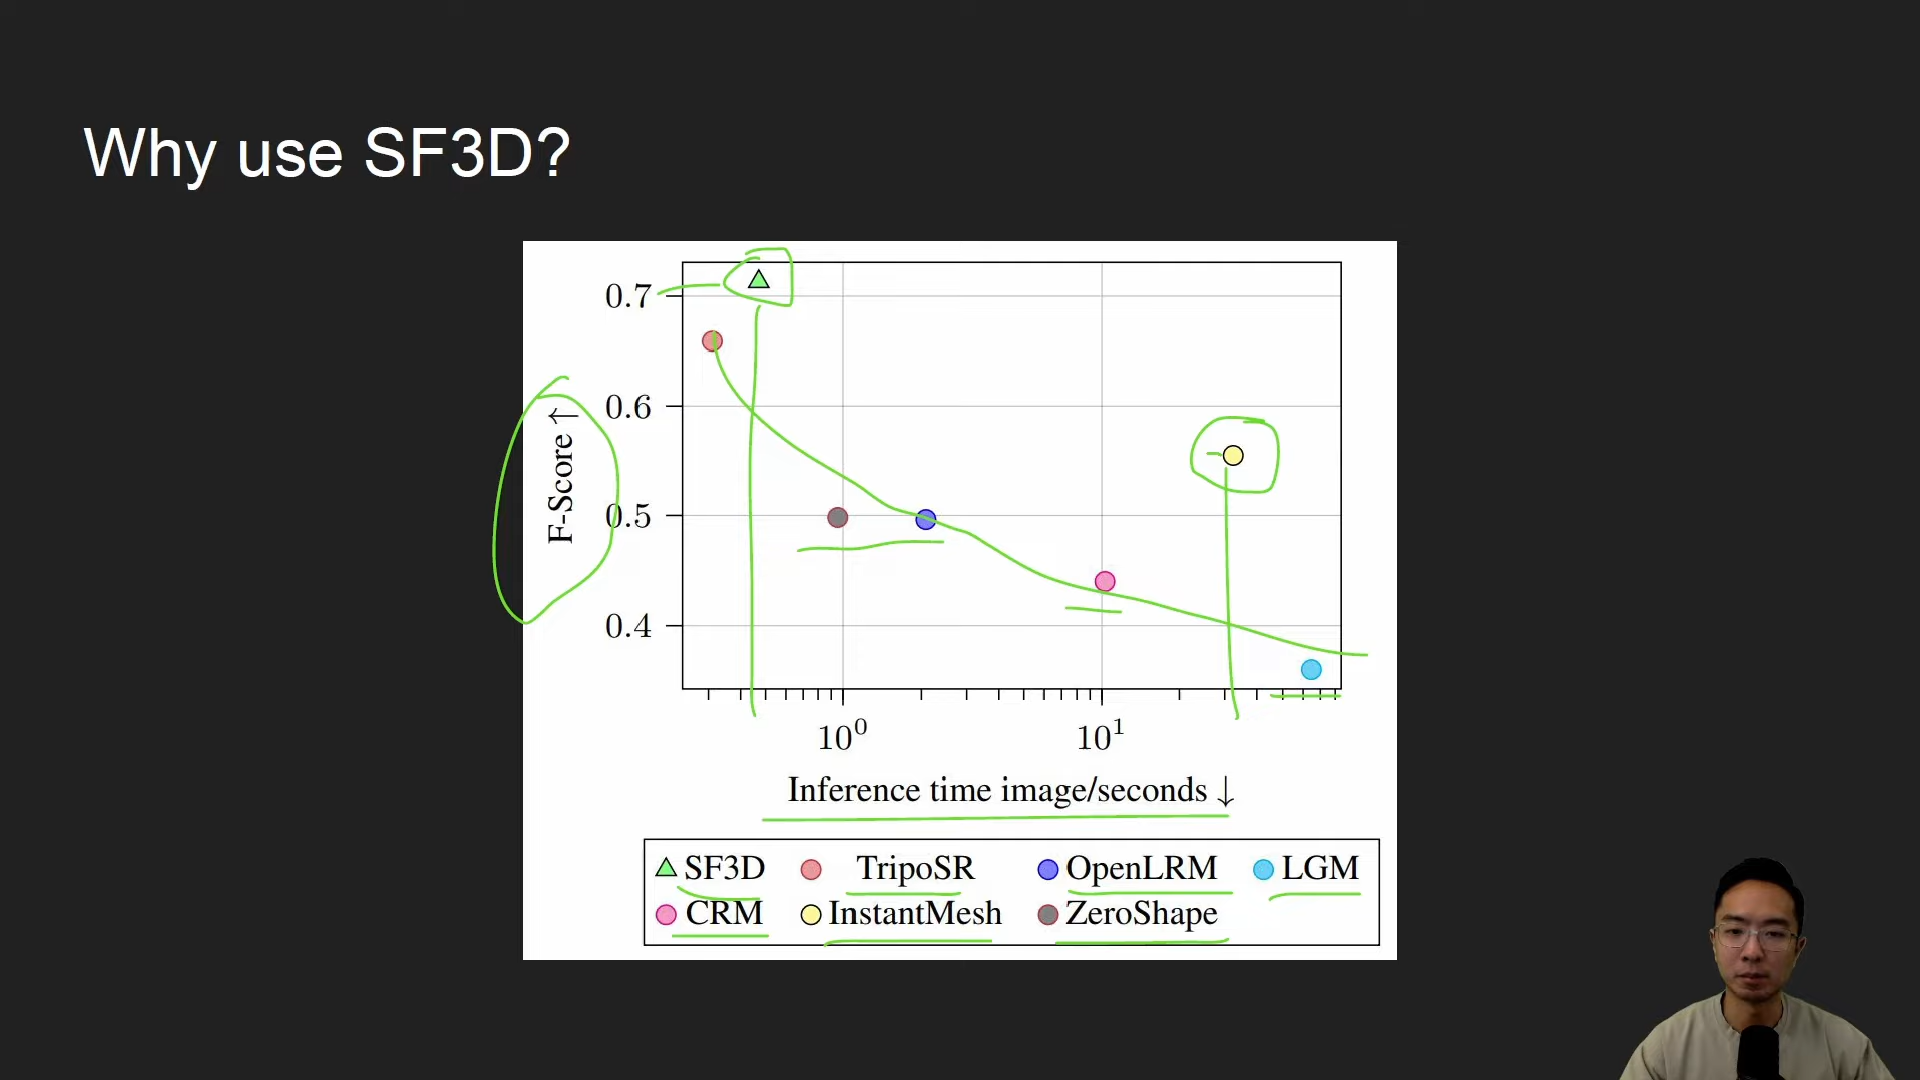 Why use SF3D?
0.7
0.6
0.5
0.4
F-Score ↑
10⁰
10¹
Inference time image/seconds ↓
SF3D TripoSR OpenLRM LGM
CRM InstantMesh ZeroShape